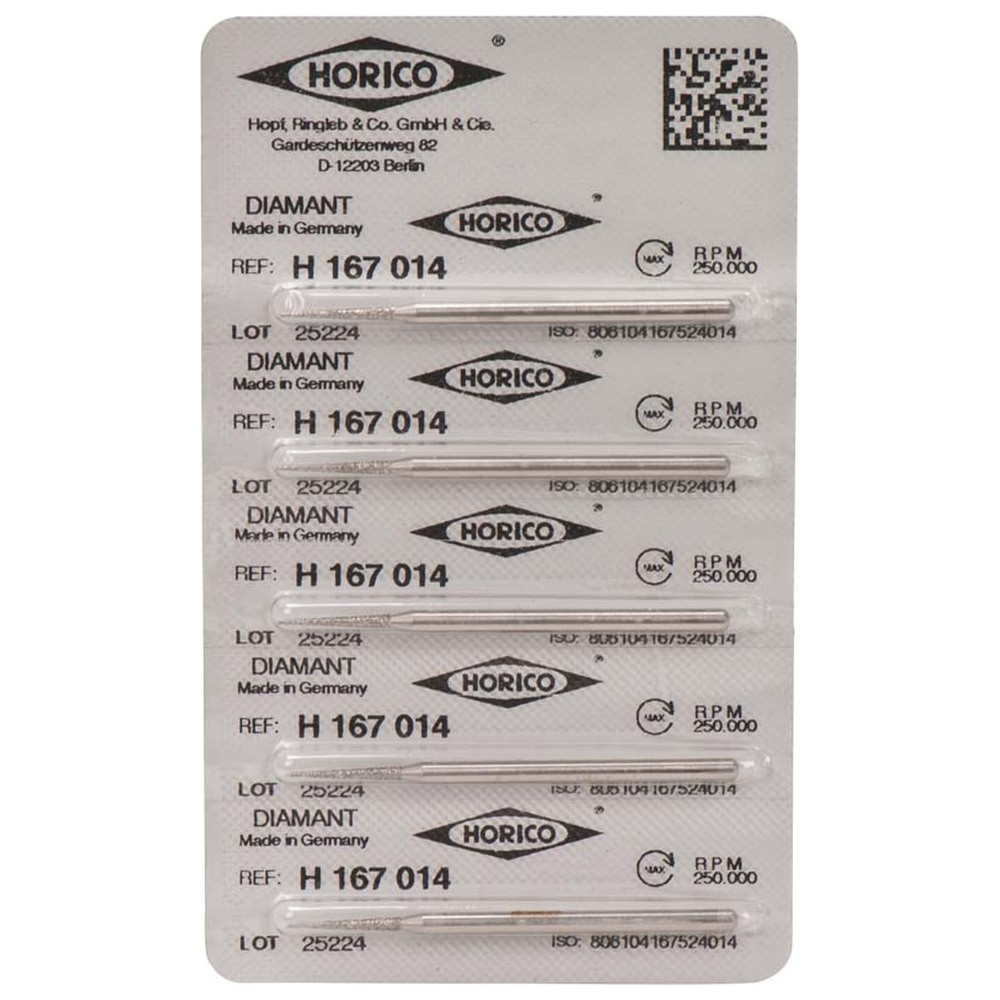 HORICO ®
Hopf, Ringleb & Co. GmbH & Cie.
Gardeschützenweg 82
D-12203 Berlin
DIAMANT HORICO ®
Made in Germany
REF: H 167 014 MAX RPM 250.000
LOT 25224 ISO: 806104167524014
DIAMANT HORICO ®
Made in Germany
REF: H 167 014 MAX RPM 250.000
LOT 25224 ISO: 806104167524014
DIAMANT HORICO ®
Made in Germany
REF: H 167 014 MAX RPM 250.000
LOT 25224 ISO: 806104167524014
DIAMANT HORICO ®
Made in Germany
REF: H 167 014 MAX RPM 250.000
LOT 25224 ISO: 806104167524014
DIAMANT HORICO ®
Made in Germany
REF: H 167 014 MAX RPM 250.000
LOT 25224 ISO: 806104167524014